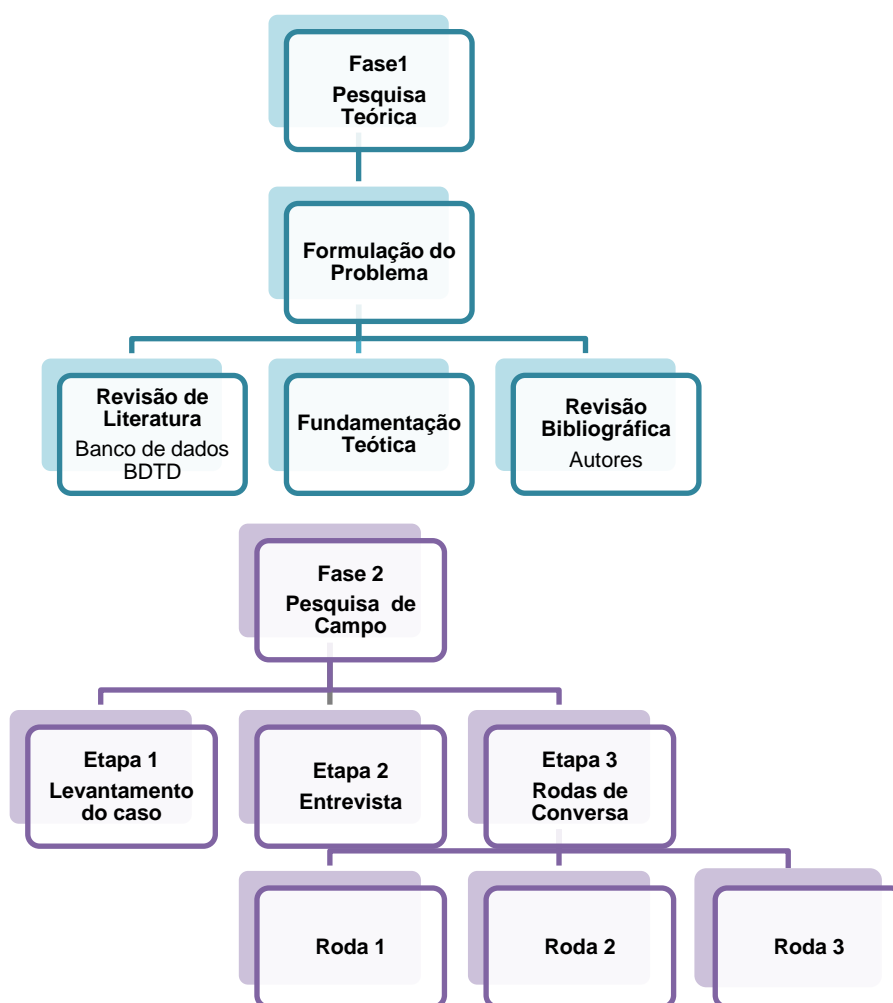 Fase1
Pesquisa
Teórica
Formulação do
Problema
Revisão de
Literatura
Banco de dados
BDTD
Fundamentação
Teótica
Revisão
Bibliográfica
Autores
Fase 2
Pesquisa de
Campo
Etapa 1
Levantamento
do caso
Etapa 2
Entrevista
Etapa 3
Rodas de
Conversa
Roda 1
Roda 2
Roda 3